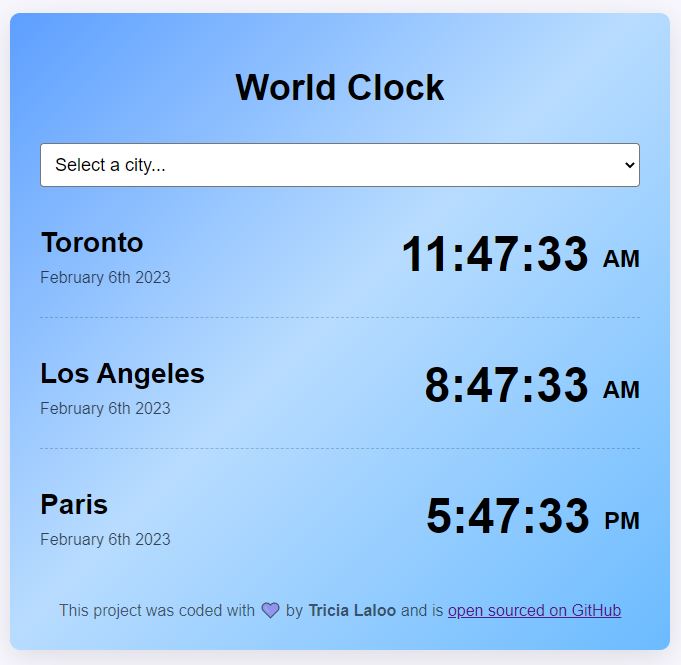 World Clock
Select a city...
Toronto
11:47:33 AM
February 6th 2023
Los Angeles
8:47:33 AM
February 6th 2023
Paris
5:47:33 PM
February 6th 2023
This project was coded with 💜 by Tricia Laloo and is open sourced on GitHub